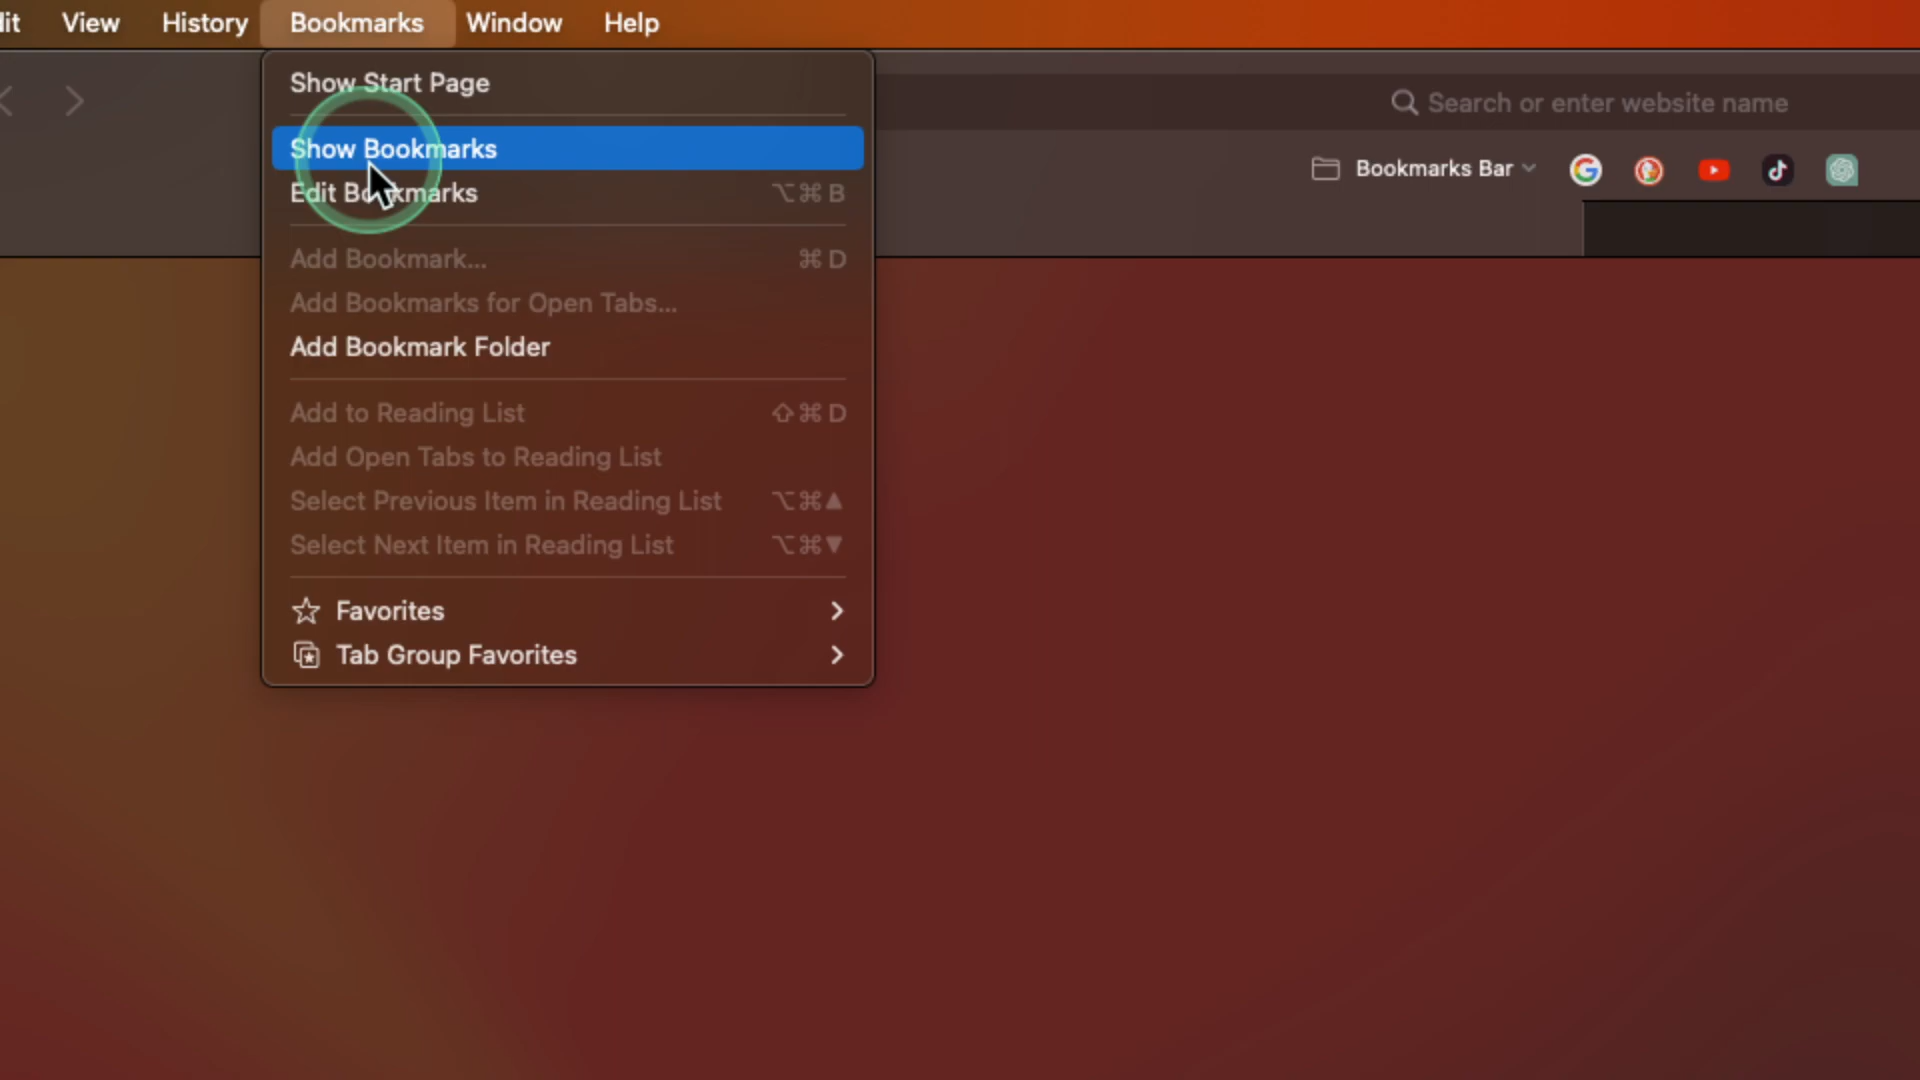 it View History Bookmarks Window Help
Show Start Page
Show Bookmarks
Edit Bookmarks ⌥⌘B
Add Bookmark... ⌘D
Add Bookmarks for Open Tabs...
Add Bookmark Folder
Add to Reading List ⇧⌘D
Add Open Tabs to Reading List
Select Previous Item in Reading List ⌥⌘▲
Select Next Item in Reading List ⌥⌘▼
Favorites
Tab Group Favorites
Search or enter website name
Bookmarks Bar